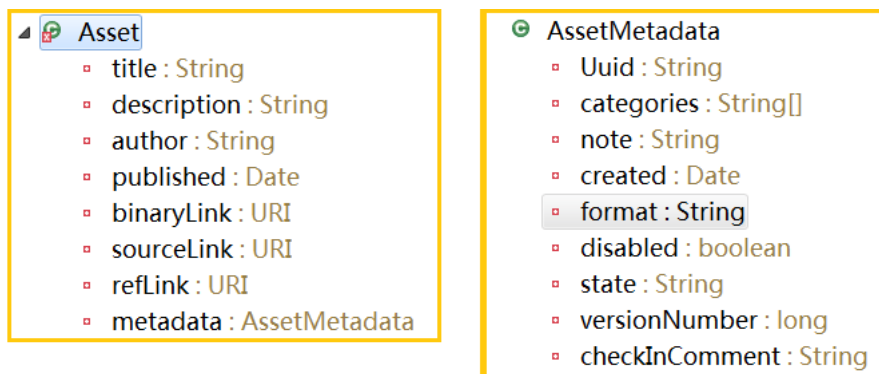 Asset
title : String
description : String
author : String
published : Date
binaryLink : URI
sourceLink : URI
refLink : URI
metadata : AssetMetadata
AssetMetadata
Uuid : String
categories : String[]
note : String
created : Date
format : String
disabled : boolean
state : String
versionNumber : long
checkInComment : String